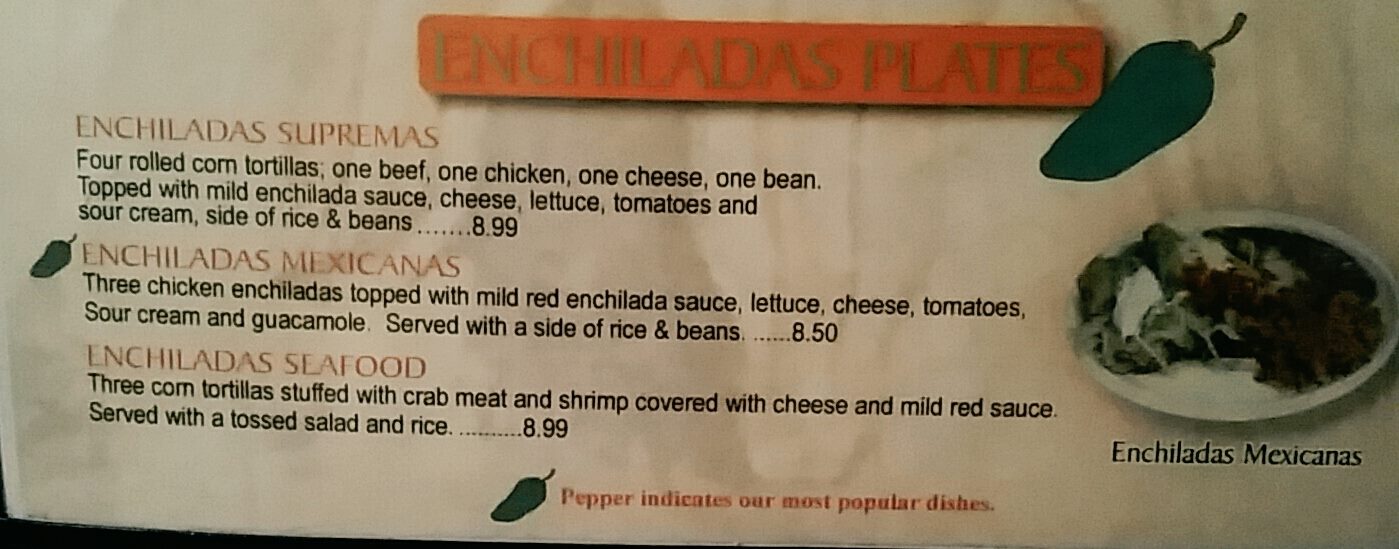 ENCHILADAS PLATES
ENCHILADAS SUPREMAS
Four rolled corn tortillas; one beef, one chicken, one cheese, one bean.
Topped with mild enchilada sauce, cheese, lettuce, tomatoes and
sour cream, side of rice & beans .......8.99
ENCHILADAS MEXICANAS
Three chicken enchiladas topped with mild red enchilada sauce, lettuce, cheese, tomatoes,
Sour cream and guacamole. Served with a side of rice & beans. ......8.50
ENCHILADAS SEAFOOD
Three corn tortillas stuffed with crab meat and shrimp covered with cheese and mild red sauce.
Served with a tossed salad and rice. ..........8.99
Enchiladas Mexicanas
Pepper indicates our most popular dishes.